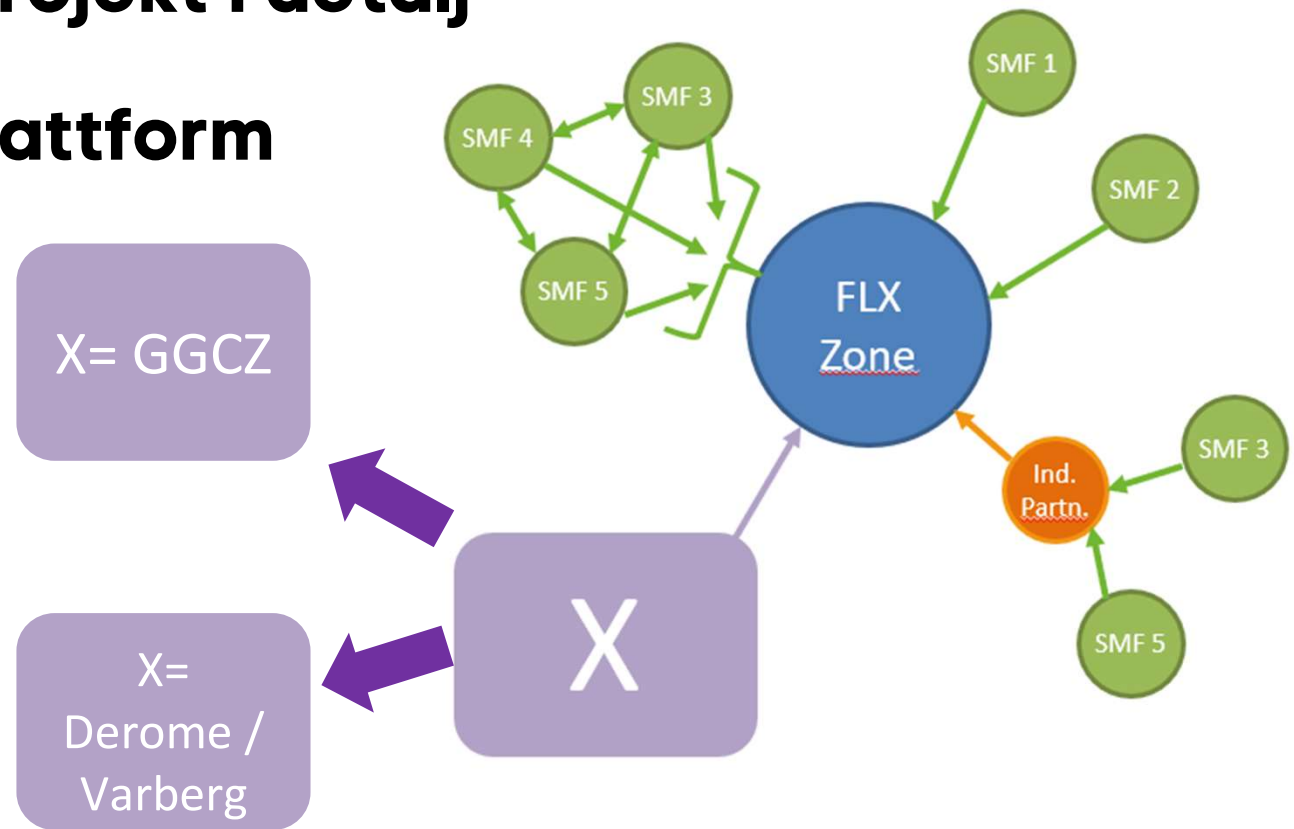 attform
SMF 1
SMF 3
SMF 4
SMF 2
SMF 5
FLX
Zone
X= GGCZ
SMF 3
Ind.
Partn.
X
SMF 5
X=
Derome /
Varberg